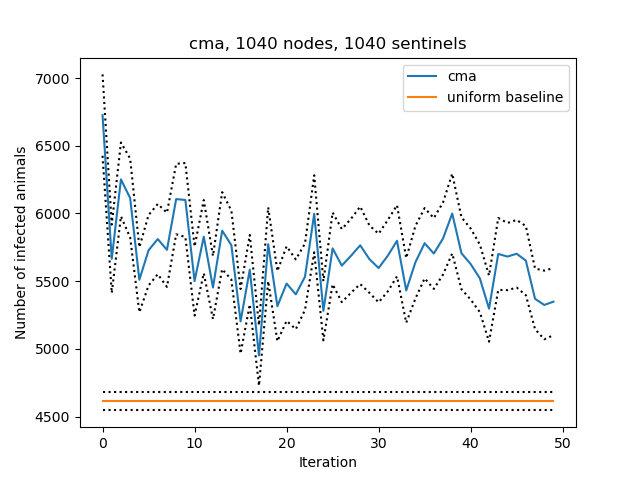 cma, 1040 nodes, 1040 sentinels
cma
uniform baseline
Number of infected animals
7000
6500
6000
5500
5000
4500
0 10 20 30 40 50
Iteration